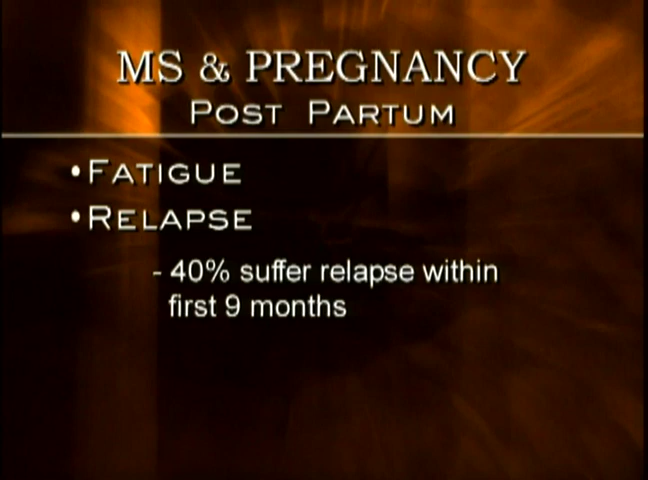 MS & PREGNANCY
POST PARTUM
•FATIGUE
•RELAPSE
- 40% suffer relapse within
first 9 months